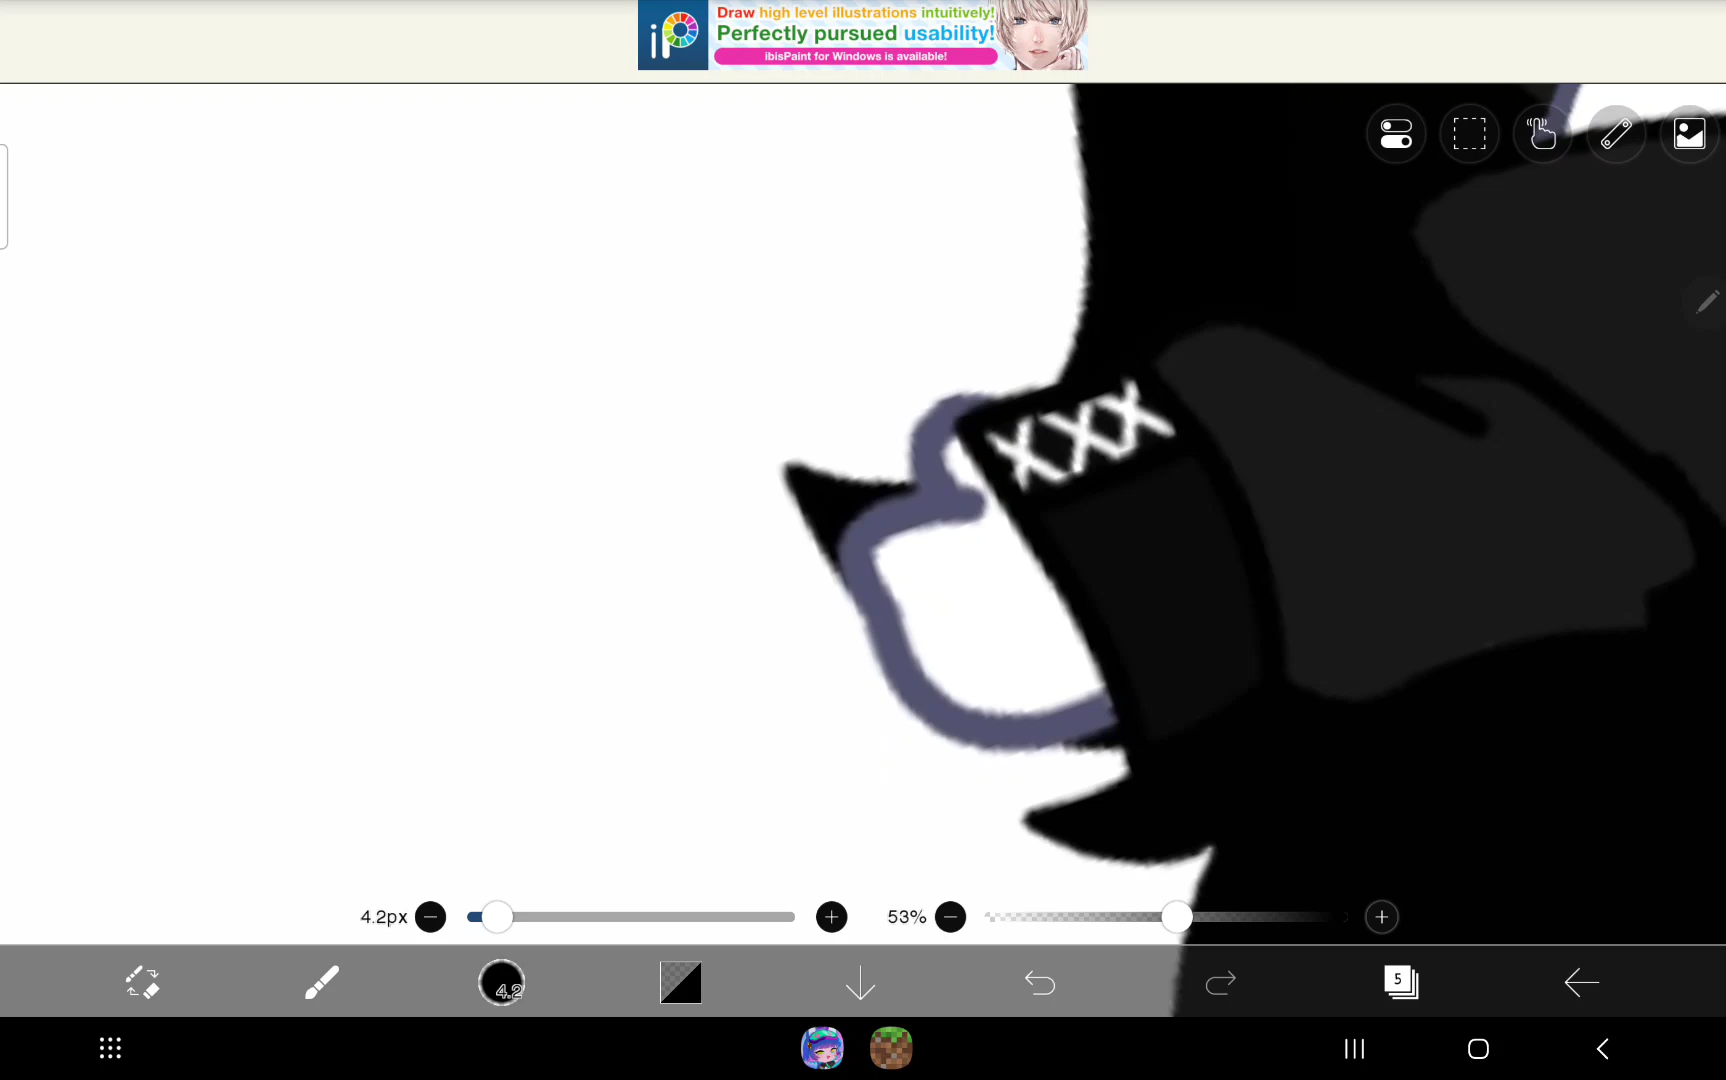 iP
Draw high level illustrations intuitively!
Perfectly pursued usability!
ibisPaint for Windows is available!
XXX
4.2px
53%
4.2
5